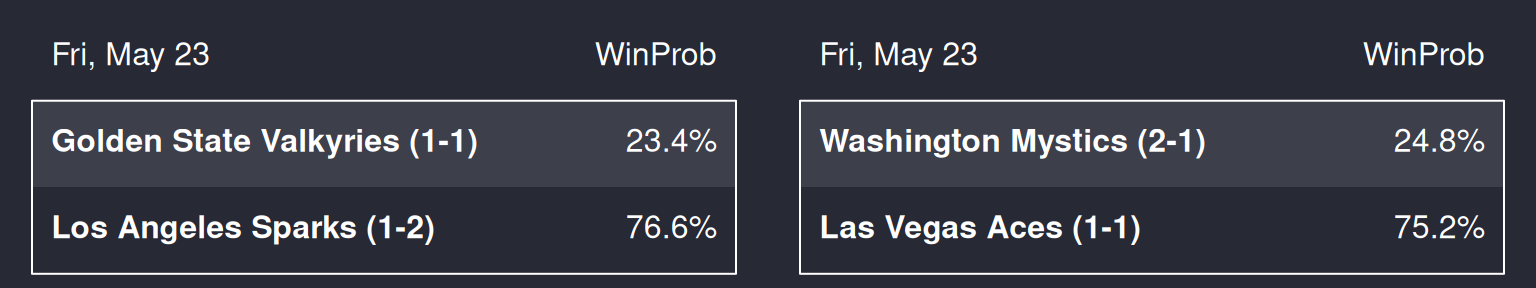 Fri, May 23 WinProb
Golden State Valkyries (1-1) 23.4%
Los Angeles Sparks (1-2) 76.6%
Fri, May 23 WinProb
Washington Mystics (2-1) 24.8%
Las Vegas Aces (1-1) 75.2%